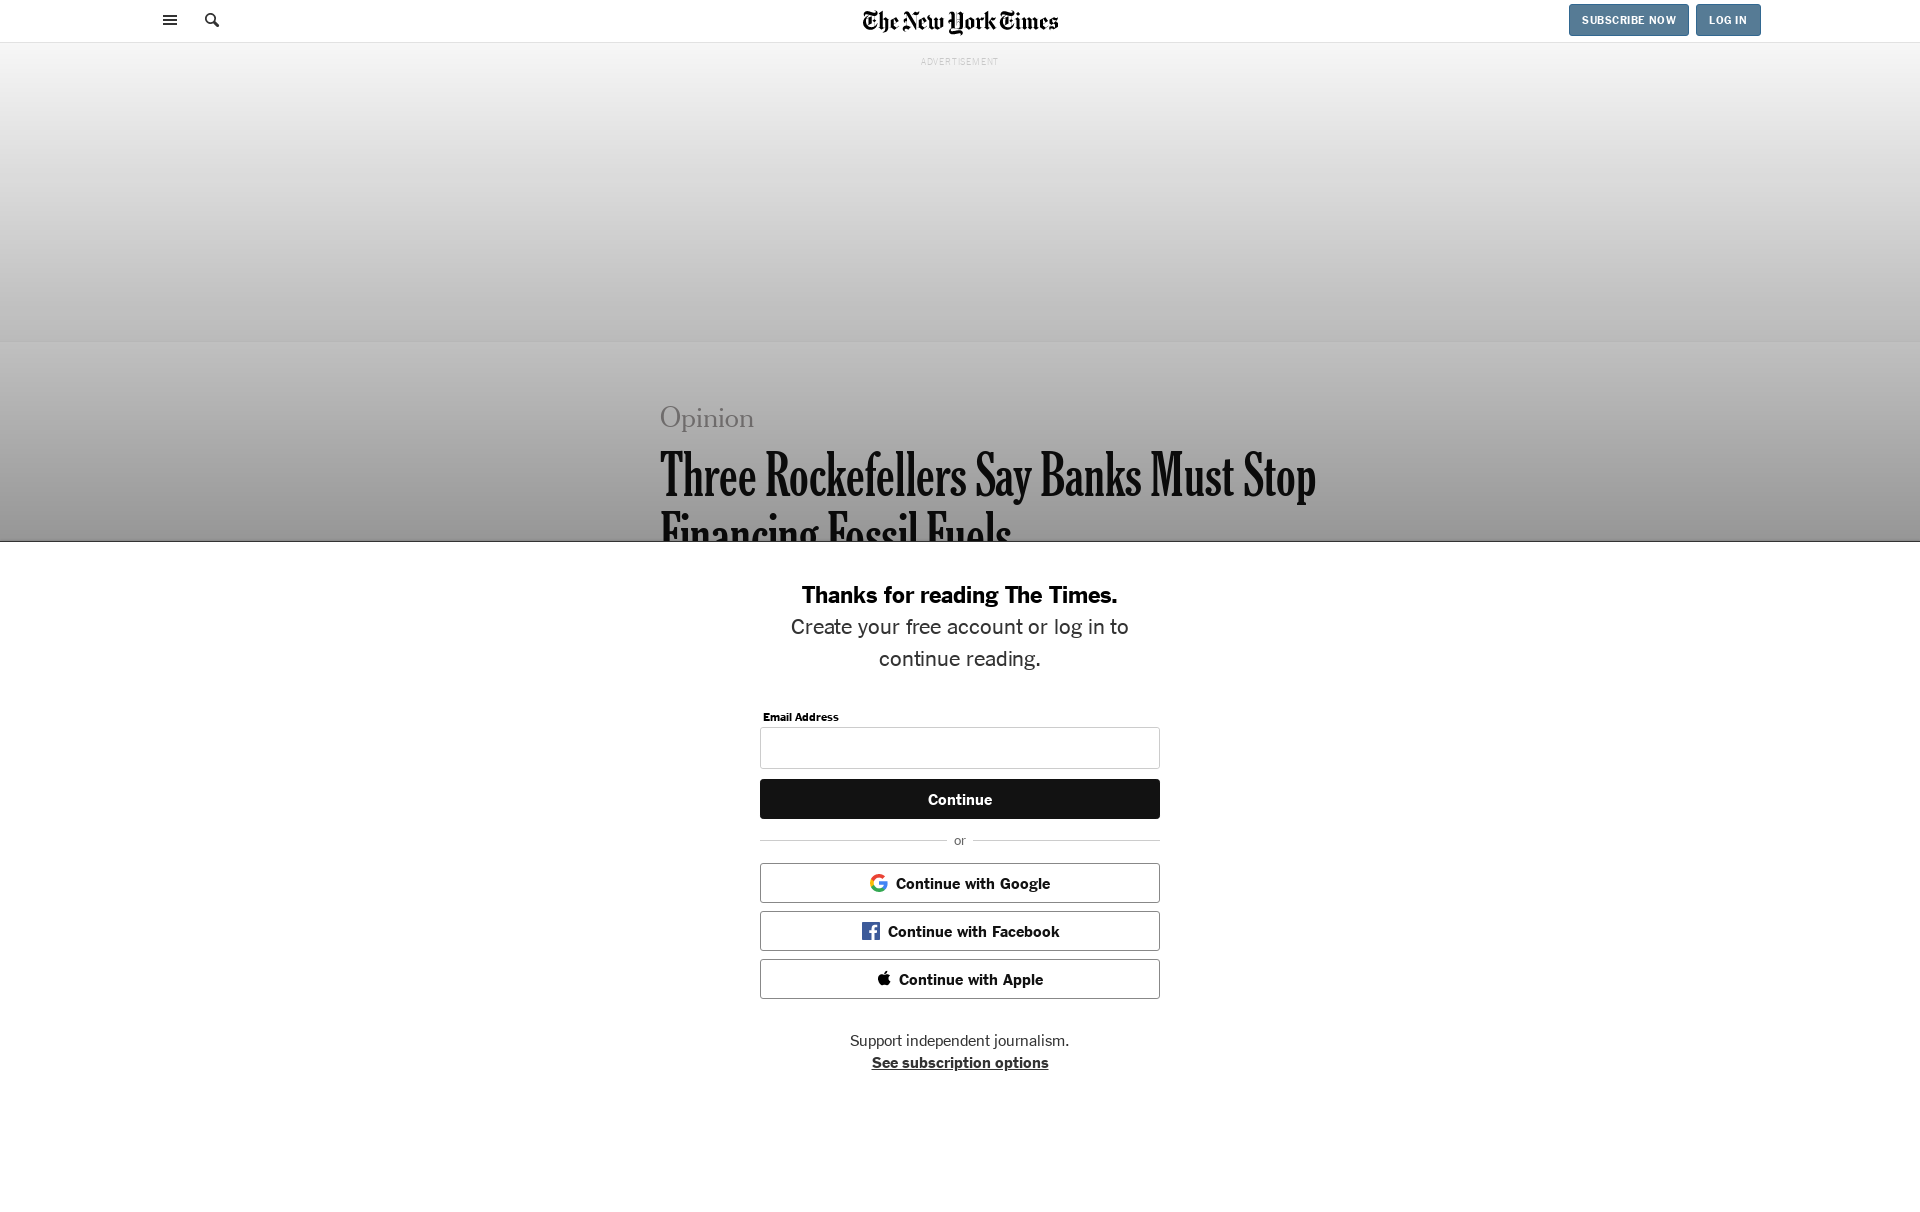 The New York Times
SUBSCRIBE NOW
LOG IN
ADVERTISEMENT
Opinion
Three Rockefellers Say Banks Must Stop
Financing Fossil Fuels
Thanks for reading The Times.
Create your free account or log in to
continue reading.
Email Address
Continue
or
Continue with Google
Continue with Facebook
Continue with Apple
Support independent journalism.
See subscription options